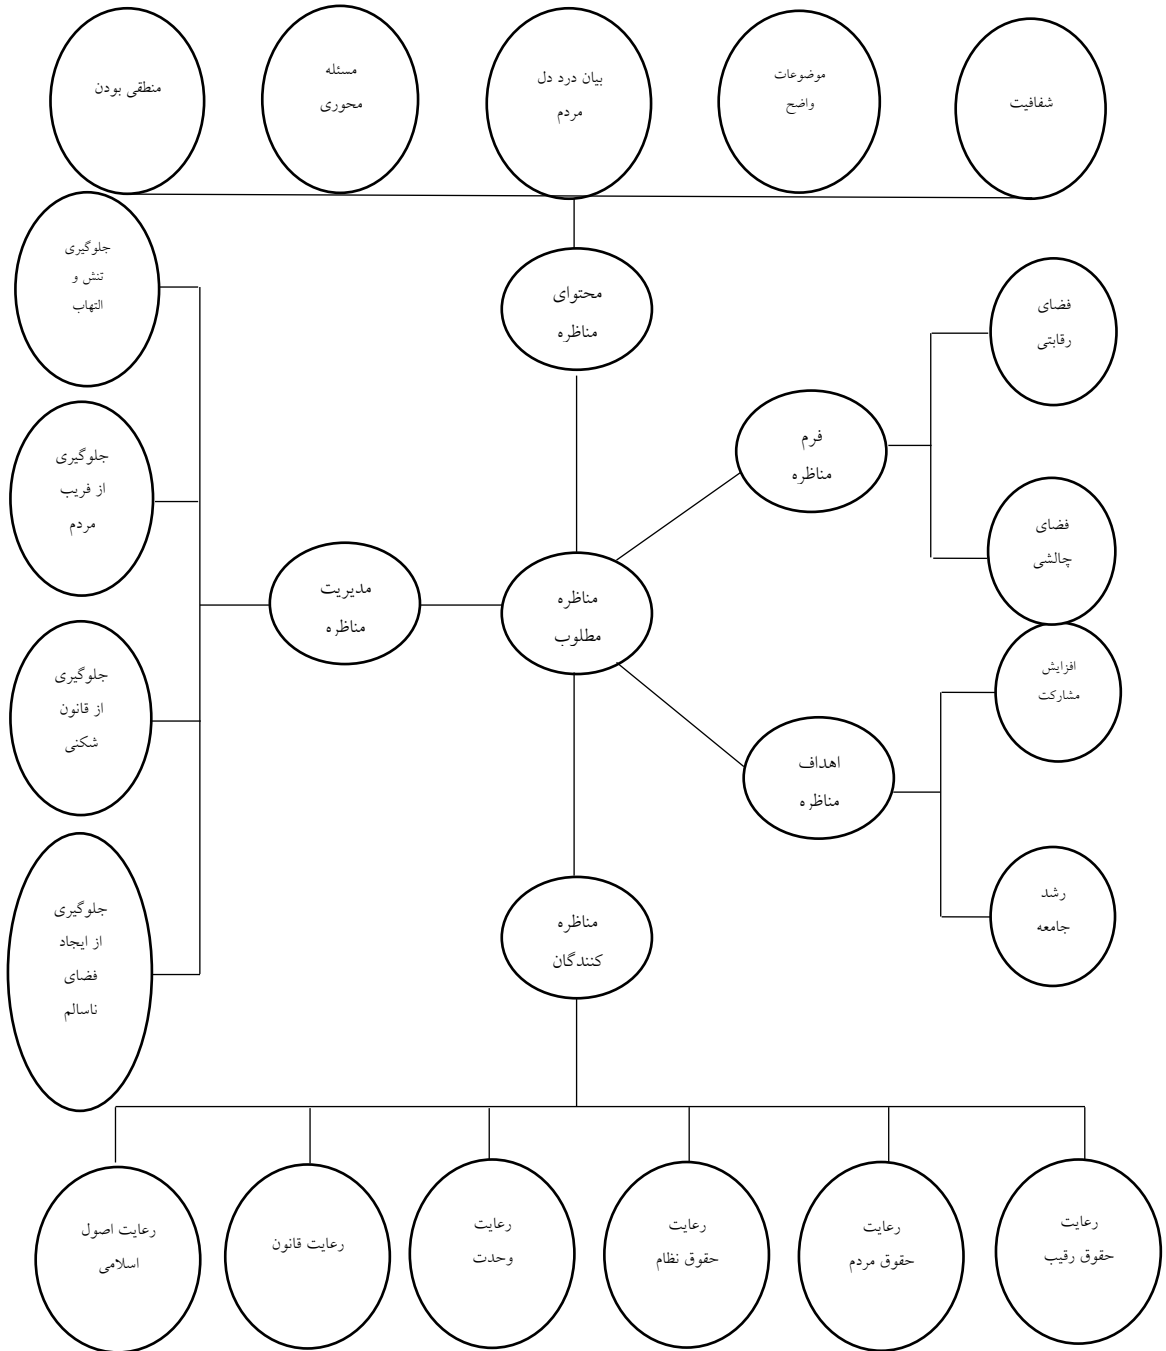 شفافیت
موضوعات
واضح
بیان درد دل
مردم
مسئله
محوری
منطقی بودن
محتوای
مناظره
فضای
رقابتی
فرم
مناظره
فضای
چالشی
جلوگیری
تنش و
التهاب
جلوگیری
از فریب
مردم
مدیریت
مناظره
مناظره
مطلوب
جلوگیری
از قانون
شکنی
افزایش
مشارکت
اهداف
مناظره
رشد
جامعه
مناظره
کنندگان
جلوگیری
از ایجاد
فضای
ناسالم
رعایت
حقوق رقیب
رعایت
حقوق مردم
رعایت
حقوق نظام
رعایت
وحدت
رعایت قانون
رعایت اصول
اسلامی